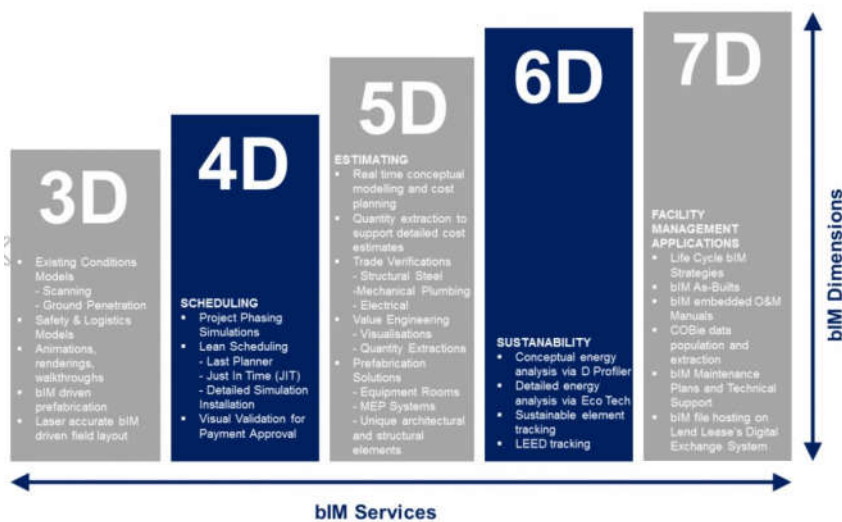 3D
Existing Conditions
Models
- Scanning
- Ground Penetration
Safety & Logistics
Models
Animations,
renderings,
walkthroughs
bIM driven
prefabrication
Laser accurate bIM
driven field layout
4D
SCHEDULING
Project Phasing
Simulations
Lean Scheduling
- Last Planner
- Just In Time (JIT)
- Detailed Simulation
Installation
Visual Validation for
Payment Approval
5D
ESTIMATING
Real time conceptual
modelling and cost
planning
Quantity extraction to
support detailed cost
estimates
Trade Verifications
- Structural Steel
-Mechanical Plumbing
- Electrical
Value Engineering
- Visualisations
- Quantity Extractions
Prefabrication
Solutions
- Equipment Rooms
- MEP Systems
- Unique architectural
and structural
elements
6D
SUSTANABILITY
Conceptual energy
analysis via D Profiler
Detailed energy
analysis via Eco Tech
Sustainable element
tracking
LEED tracking
7D
FACILITY
MANAGEMENT
APPLICATIONS
Life Cycle bIM
Strategies
bIM As-Builts
bIM embedded O&M
Manuals
COBie data
population and
extraction
bIM Maintenance
Plans and Technical
Support
bIM file hosting on
Lend Lease's Digital
Exchange System
bIM Dimensions
bIM Services